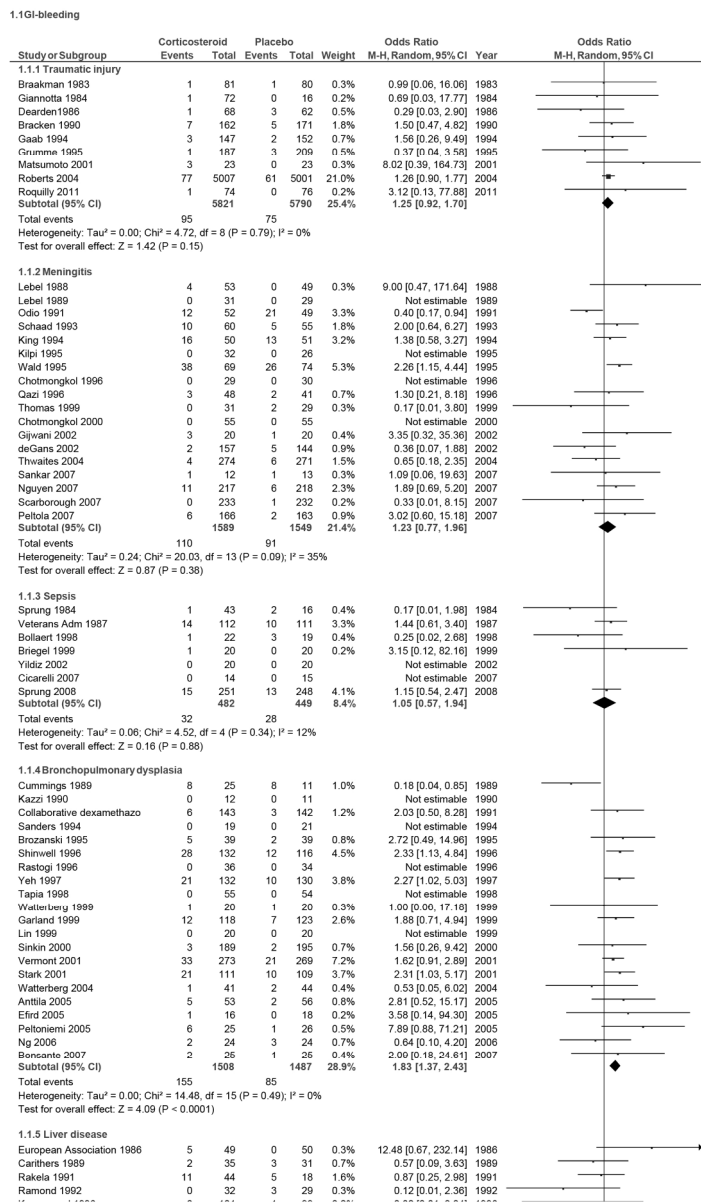 1.1GI-bleeding
Corticosteroid Placebo Odds Ratio Odds Ratio
Study or Subgroup Events Total Events Total Weight M-H, Random, 95% CI Year M-H, Random, 95% CI
1.1.1 Traumatic injury
Braakman 1983 1 81 1 80 0.3% 0.99 [0.06, 16.06] 1983
Giannotta 1984 1 72 0 16 0.2% 0.69 [0.03, 17.77] 1984
Dearden1986 1 68 3 62 0.5% 0.29 [0.03, 2.90] 1986
Bracken 1990 7 162 5 171 1.8% 1.50 [0.47, 4.82] 1990
Gaab 1994 3 147 2 152 0.7% 1.56 [0.26, 9.49] 1994
Grumme 1995 1 187 3 209 0.5% 0.37 [0.04, 3.58] 1995
Matsumoto 2001 3 23 0 23 0.3% 8.02 [0.39, 164.73] 2001
Roberts 2004 77 5007 61 5001 21.0% 1.26 [0.90, 1.77] 2004
Roquilly 2011 1 74 0 76 0.2% 3.12 [0.13, 77.88] 2011
Subtotal (95% CI) 5821 5790 25.4% 1.25 [0.92, 1.70]
Total events 95 75
Heterogeneity: Tau² = 0.00; Chi² = 4.72, df = 8 (P = 0.79); I² = 0%
Test for overall effect: Z = 1.42 (P = 0.15)
1.1.2 Meningitis
Lebel 1988 4 53 0 49 0.3% 9.00 [0.47, 171.64] 1988
Lebel 1989 0 31 0 29 Not estimable 1989
Odio 1991 12 52 21 49 3.3% 0.40 [0.17, 0.94] 1991
Schaad 1993 10 60 5 55 1.8% 2.00 [0.64, 6.27] 1993
King 1994 16 50 13 51 3.2% 1.38 [0.58, 3.27] 1994
Kilpi 1995 0 32 0 26 Not estimable 1995
Wald 1995 38 69 26 74 5.3% 2.26 [1.15, 4.44] 1995
Chotmongkol 1996 0 29 0 30 Not estimable 1996
Qazi 1996 3 48 2 41 0.7% 1.30 [0.21, 8.18] 1996
Thomas 1999 0 31 2 29 0.3% 0.17 [0.01, 3.80] 1999
Chotmongkol 2000 0 55 0 55 Not estimable 2000
Gijwani 2002 3 20 1 20 0.4% 3.35 [0.32, 35.36] 2002
deGans 2002 2 157 5 144 0.8% 0.36 [0.07, 1.88] 2002
Thwaites 2004 4 274 6 271 1.4% 0.65 [0.18, 2.35] 2004
Sankar 2007 1 12 1 13 0.3% 1.09 [0.06, 19.63] 2007
Nguyen 2007 11 217 6 218 2.3% 1.89 [0.69, 5.20] 2007
Scarborough 2007 0 233 1 232 0.2% 0.33 [0.01, 8.15] 2007
Peltola 2007 6 166 2 163 0.9% 3.02 [0.60, 15.18] 2007
Subtotal (95% CI) 1589 1549 21.4% 1.23 [0.77, 1.96]
Total events 110 91
Heterogeneity: Tau² = 0.24; Chi² = 20.03, df = 13 (P = 0.09); I² = 35%
Test for overall effect: Z = 0.87 (P = 0.38)
1.1.3 Sepsis
Sprung 1984 1 43 2 16 0.4% 0.17 [0.01, 1.98] 1984
Veterans Adm 1987 14 112 10 111 3.3% 1.44 [0.61, 3.40] 1987
Bollaert 1998 1 22 3 19 0.4% 0.25 [0.02, 2.68] 1998
Briegel 1999 1 20 0 20 0.2% 3.15 [0.12, 82.16] 1999
Yildiz 2002 0 20 0 20 Not estimable 2002
Cicarelli 2007 0 14 0 15 Not estimable 2007
Sprung 2008 15 251 13 248 4.1% 1.15 [0.54, 2.47] 2008
Subtotal (95% CI) 482 449 8.4% 1.05 [0.57, 1.94]
Total events 32 28
Heterogeneity: Tau² = 0.06; Chi² = 4.52, df = 4 (P = 0.34); I² = 12%
Test for overall effect: Z = 0.16 (P = 0.88)
1.1.4 Bronchopulmonary dysplasia
Cummings 1989 8 25 8 11 1.0% 0.18 [0.04, 0.85] 1989
Kazzi 1990 0 12 0 11 Not estimable 1990
Collaborative dexamethazo 6 143 3 142 1.2% 2.03 [0.50, 8.28] 1991
Sanders 1994 0 19 0 21 Not estimable 1994
Brozanski 1995 5 39 2 39 0.8% 2.72 [0.49, 14.96] 1995
Shinwell 1996 28 132 12 116 4.5% 2.33 [1.13, 4.84] 1996
Rastogi 1996 0 36 0 34 Not estimable 1996
Yeh 1997 21 132 10 130 3.8% 2.27 [1.02, 5.03] 1997
Tapia 1998 0 55 0 54 Not estimable 1998
Watterberg 1999 1 20 1 20 0.3% 1.00 [0.06, 17.18] 1999
Garland 1999 12 118 7 123 2.6% 1.88 [0.71, 4.94] 1999
Lin 1999 0 20 0 20 Not estimable 1999
Sinkin 2000 3 189 2 195 0.7% 1.56 [0.26, 9.42] 2000
Vermont 2001 33 273 21 269 7.2% 1.62 [0.91, 2.89] 2001
Stark 2001 21 111 10 109 3.7% 2.31 [1.03, 5.17] 2001
Watterberg 2004 1 41 2 44 0.4% 0.53 [0.05, 6.02] 2004
Anttila 2005 5 53 2 56 0.8% 2.81 [0.52, 15.17] 2005
Efird 2005 1 16 0 18 0.2% 3.58 [0.14, 94.30] 2005
Peltoniemi 2005 6 25 1 26 0.5% 7.89 [0.88, 71.21] 2005
Ng 2006 2 24 3 24 0.7% 0.64 [0.10, 4.20] 2006
Bonsante 2007 2 25 1 25 0.4% 2.09 [0.18, 24.61] 2007
Subtotal (95% CI) 1508 1487 28.9% 1.83 [1.37, 2.43]
Total events 155 85
Heterogeneity: Tau² = 0.00; Chi² = 14.48, df = 15 (P = 0.49); I² = 0%
Test for overall effect: Z = 4.09 (P < 0.0001)
1.1.5 Liver disease
European Association 1986 5 49 0 50 0.3% 12.48 [0.67, 232.14] 1986
Carithers 1989 2 35 3 31 0.6% 0.57 [0.09, 3.63] 1989
Rakela 1991 11 44 5 18 1.5% 0.87 [0.25, 2.98] 1991
Ramond 1992 0 32 3 29 0.3% 0.12 [0.01, 2.36] 1992